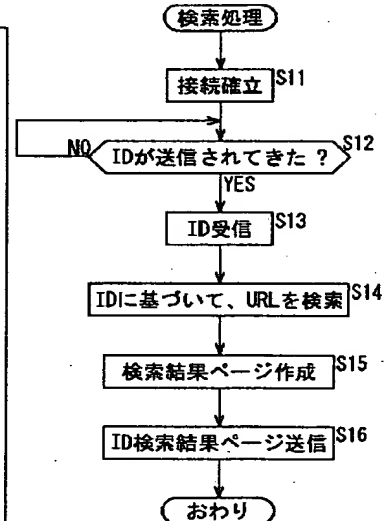 検索処理
接続確立 S11
IDが送信されてきた ? S12
NO
YES
ID受信 S13
IDに基づいて、URLを検索 S14
検索結果ページ作成 S15
ID検索結果ページ送信 S16
おわり